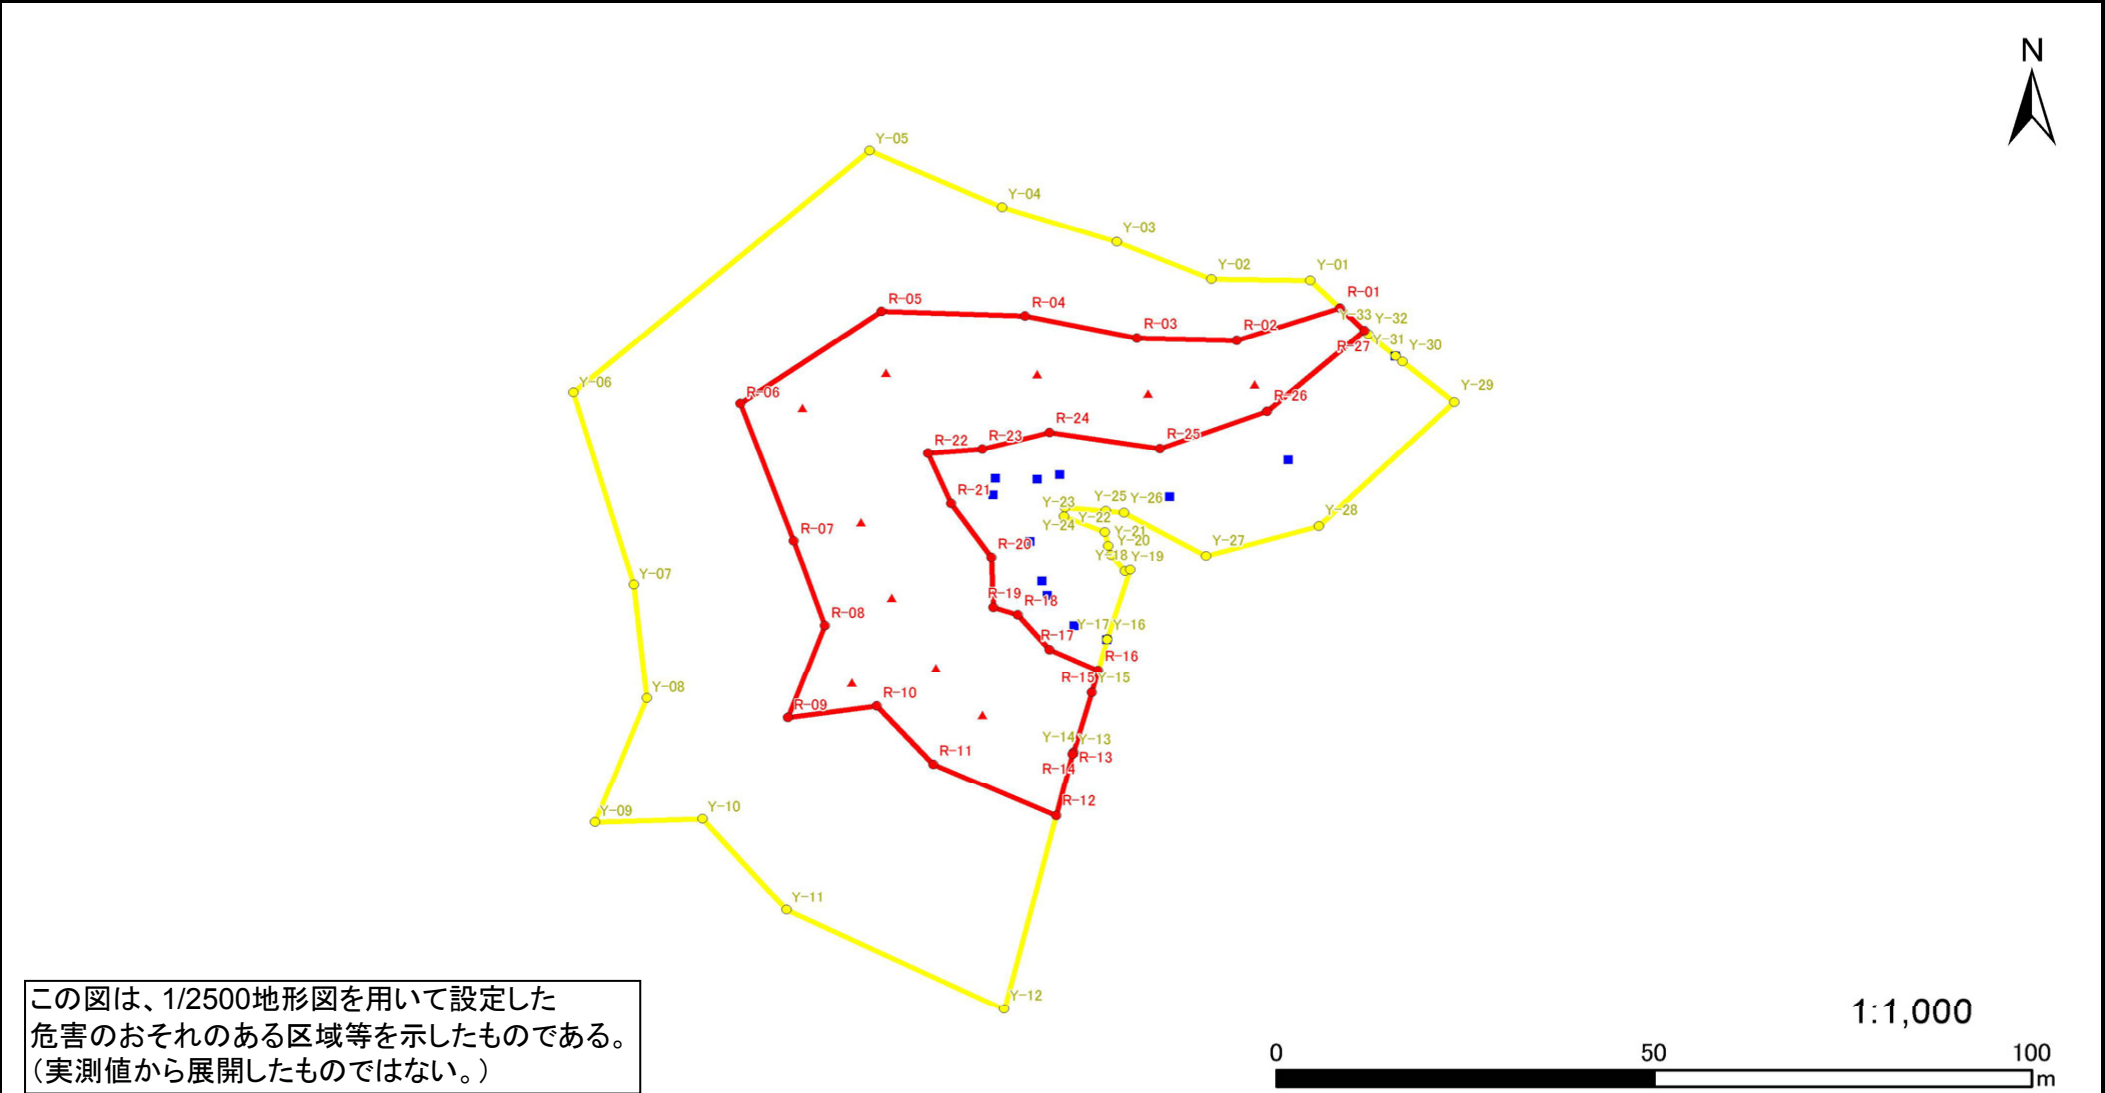 N
Y-05
Y-04
Y-03
Y-02
Y-01
R-01
R-05
R-04
Y-33
Y-32
R-03
R-02
Y-31
Y-30
R-27
Y-06
R-06
Y-29
R-26
R-24
R-25
R-22
R-23
R-21
Y-23
Y-25
Y-26
Y-22
Y-24
Y-28
R-07
Y-21
R-20
Y-20
Y-27
Y-18
Y-19
Y-07
R-19
R-18
R-08
Y-17
Y-16
R-17
R-16
R-15
Y-15
Y-08
R-10
R-09
Y-14
Y-13
R-11
R-13
R-14
R-12
Y-09
Y-10
Y-11
Y-12
この図は、1/2500地形図を用いて設定した
危害のおそれのある区域等を示したものである。
（実測値から展開したものではない。）
1:1,000
0 50 100
m